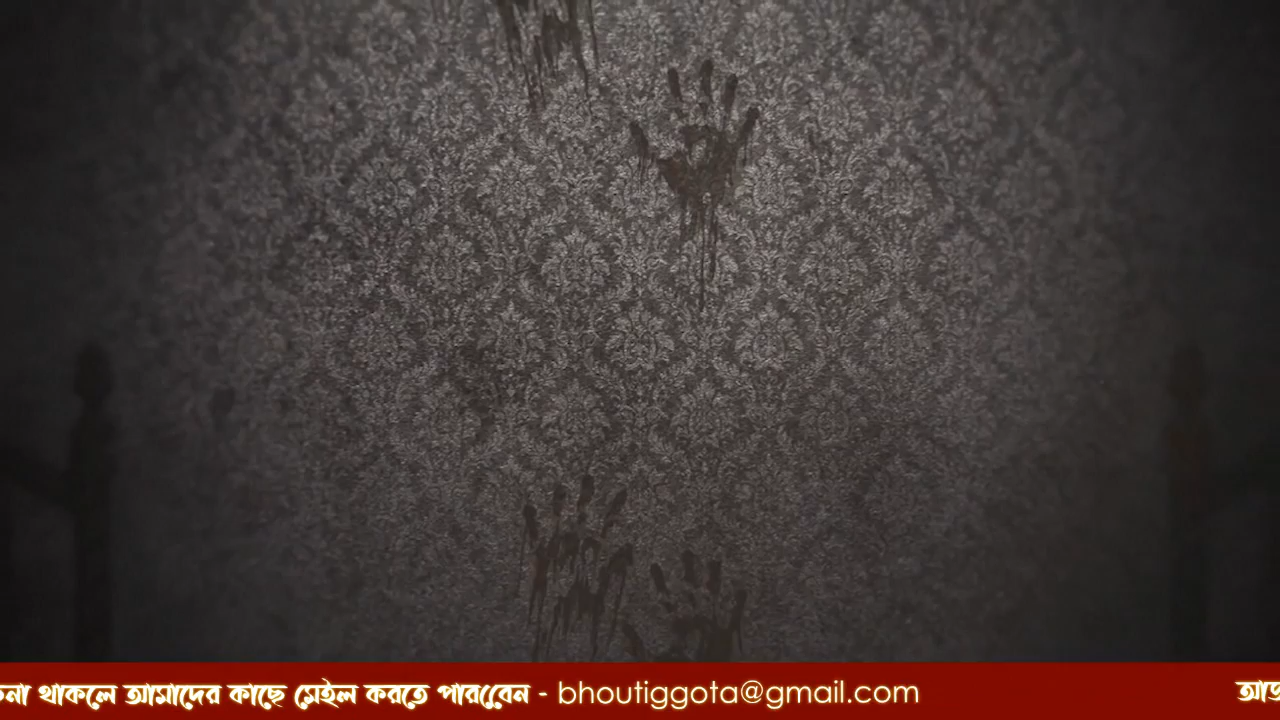 থাকলে আমাদের কাছে মেইল করতে পারবেন - bhoutiggota@gmail.com